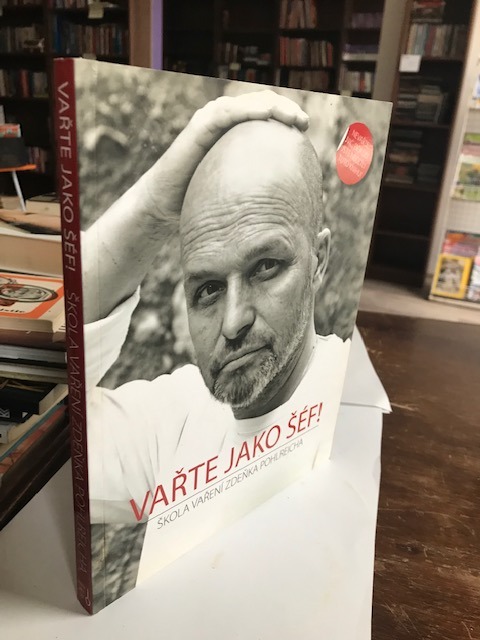 VAŘTE JAKO ŠÉF!
ŠKOLA VAŘENÍ ZDEŇKA POHLREICHA
VAŘTE JAKO ŠÉF! ŠKOLA VAŘENÍ ZDEŇKA POHLREICHA